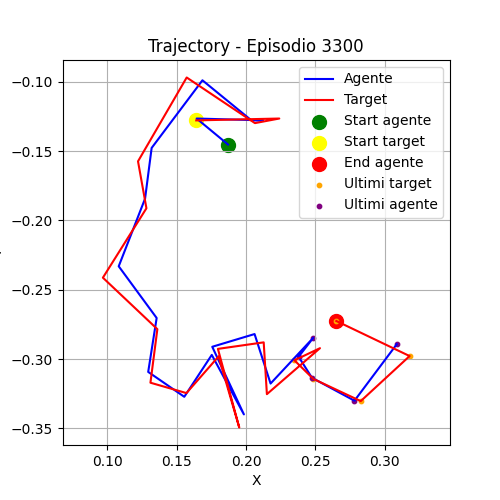 Trajectory - Episodio 3300
Agente
Target
Start agente
Start target
End agente
Ultimi target
Ultimi agente
−0.10
−0.15
−0.20
−0.25
−0.30
−0.35
0.10 0.15 0.20 0.25 0.30
X